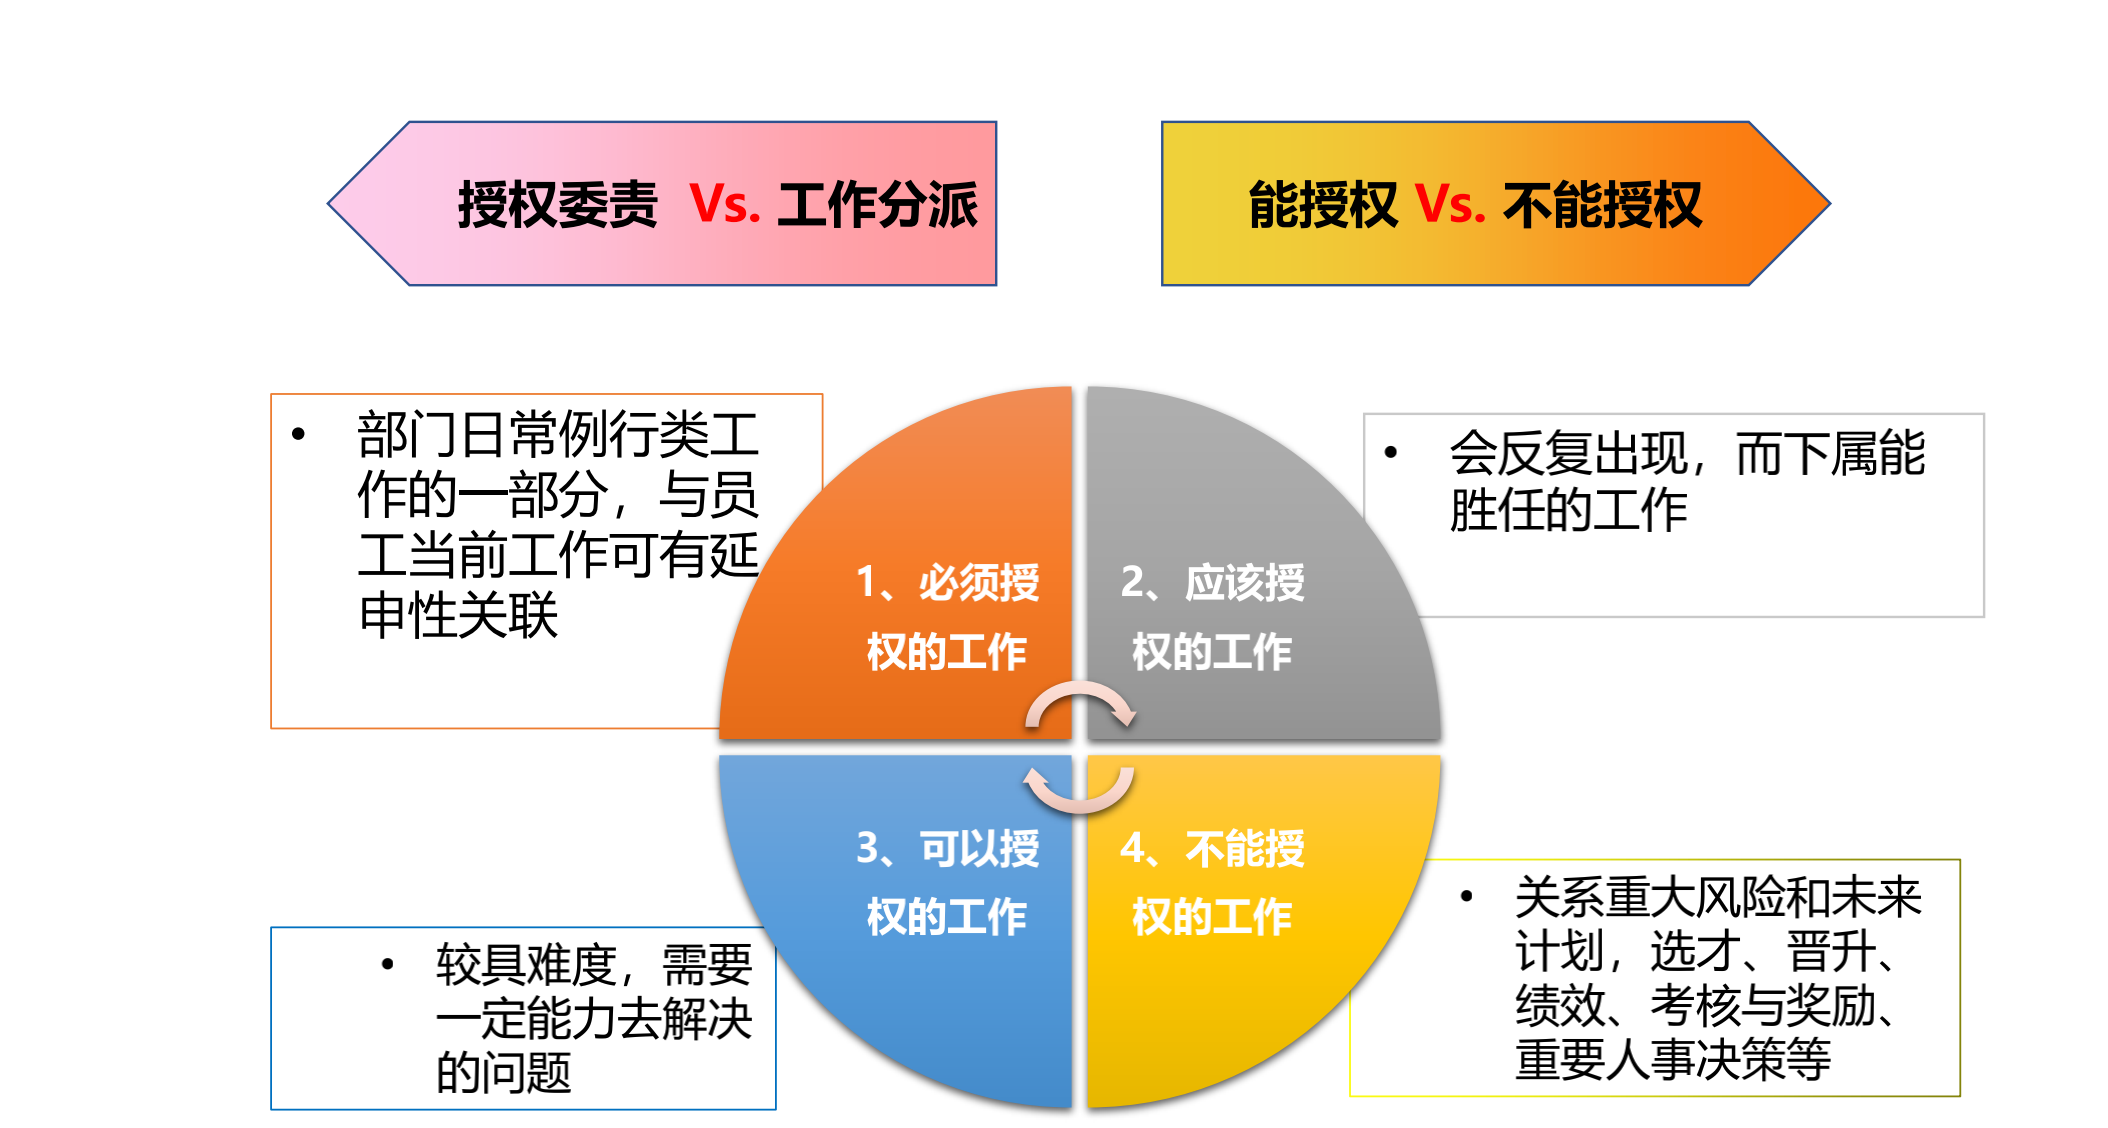 授权委责 Vs. 工作分派
能授权 Vs. 不能授权
• 部门日常例行类工
作的一部分，与员
工当前工作可有延
申性关联
1、必须授
权的工作
2、应该授
权的工作
• 会反复出现，而下属能
胜任的工作
• 较具难度，需要
一定能力去解决
的问题
3、可以授
权的工作
4、不能授
权的工作
• 关系重大风险和未来
计划，选才、晋升、
绩效、考核与奖励、
重要人事决策等